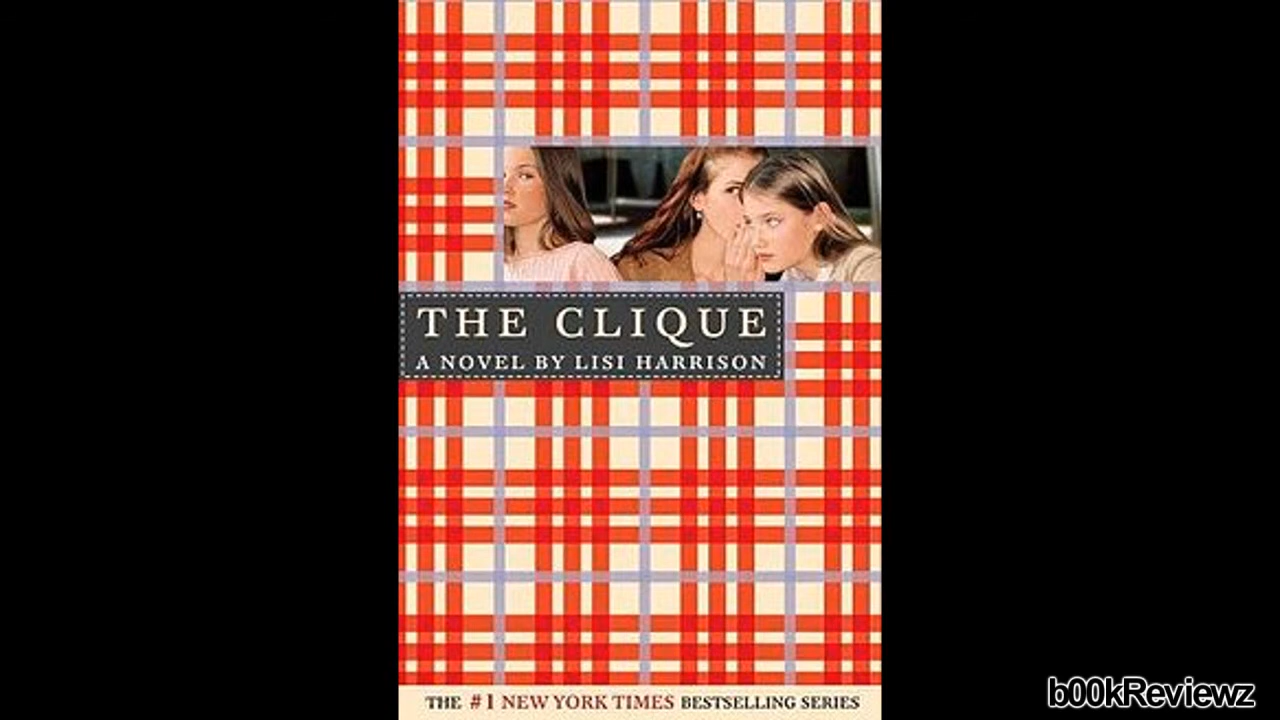 THE CLIQUE
A NOVEL BY LISI HARRISON
THE #1 NEW YORK TIMES BESTSELLING SERIES
b00kReviewz